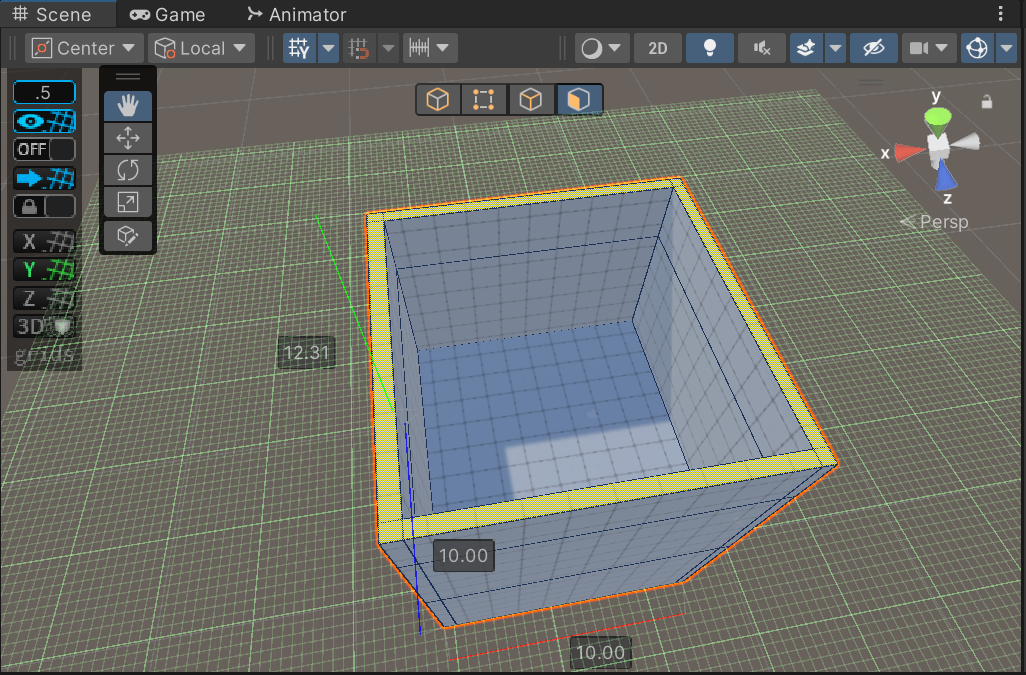 Scene Game Animator
Center Local 2D
.5
OFF
X
Y
Z
3D
grids
y
x
z
Persp
12.31
10.00
10.00